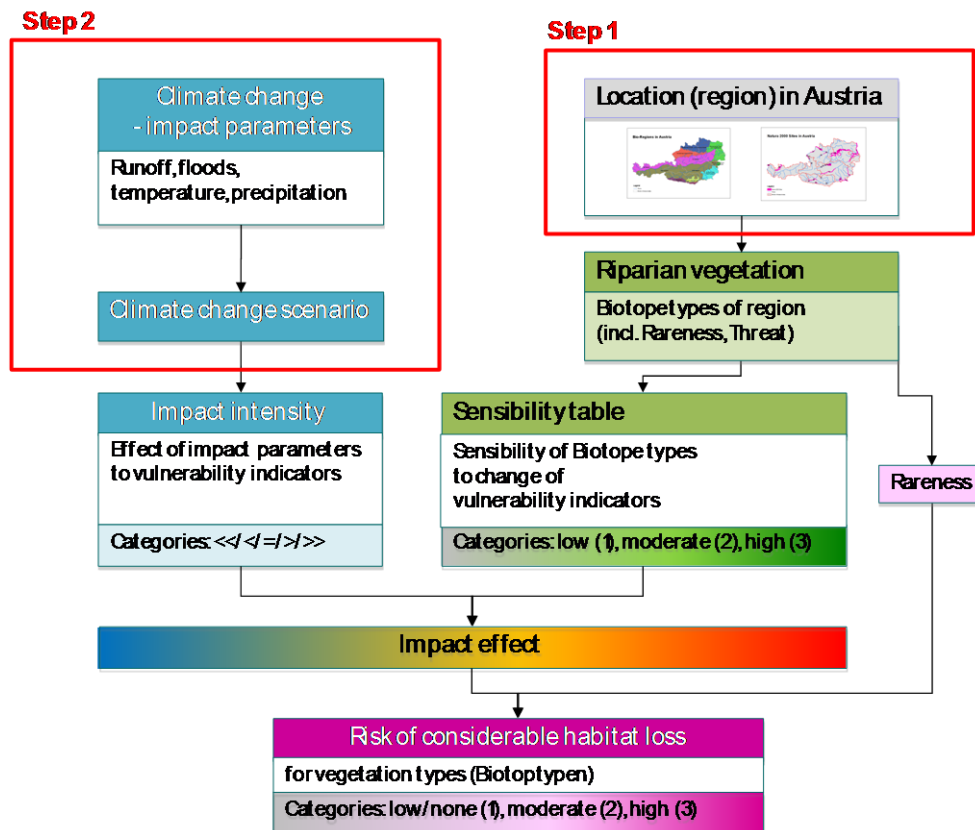 Step 2
Step 1
Climate change
- impact parameters
Runoff, floods,
temperature, precipitation
Climate change scenario
Location (region) in Austria
Riparian vegetation
Biotope types of region
(incl. Rareness, Threat)
Impact intensity
Effect of impact parameters
to vulnerability indicators
Categories: <</ </ =/ >/ >>
Sensibility table
Sensibility of Biotope types
to change of
vulnerability indicators
Categories: low (1), moderate (2), high (3)
Rareness
Impact effect
Risk of considerable habitat loss
for vegetation types (Biotoptypen)
Categories: low/none (1), moderate (2), high (3)